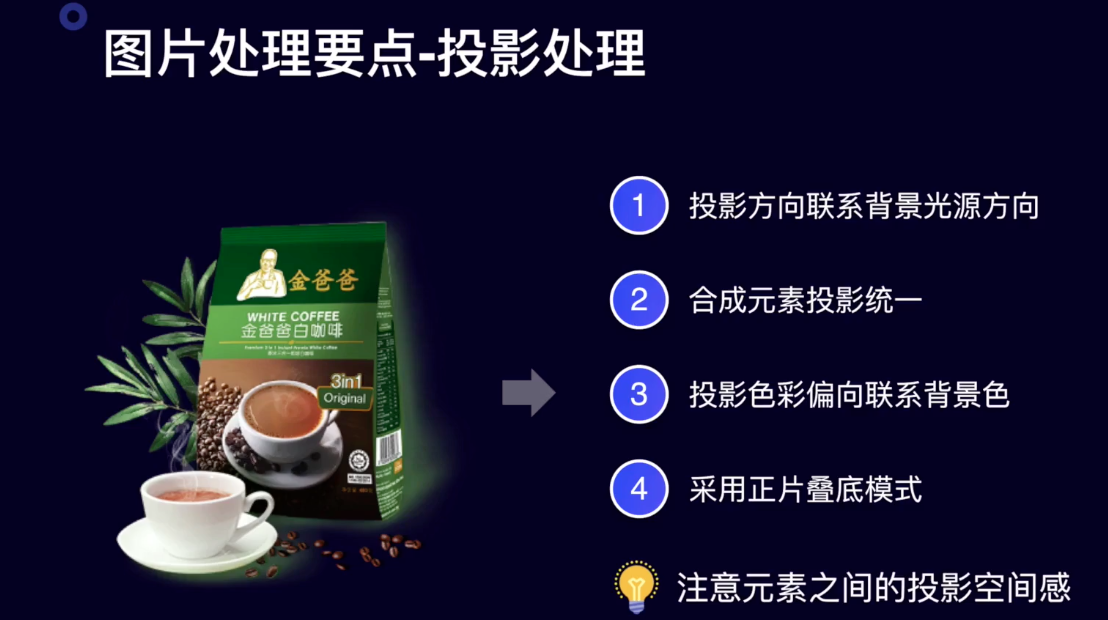 图片处理要点-投影处理
金爸爸
WHITE COFFEE
金爸爸白咖啡
3in1
Original
1 投影方向联系背景光源方向
2 合成元素投影统一
3 投影色彩偏向联系背景色
4 采用正片叠底模式
注意元素之间的投影空间感